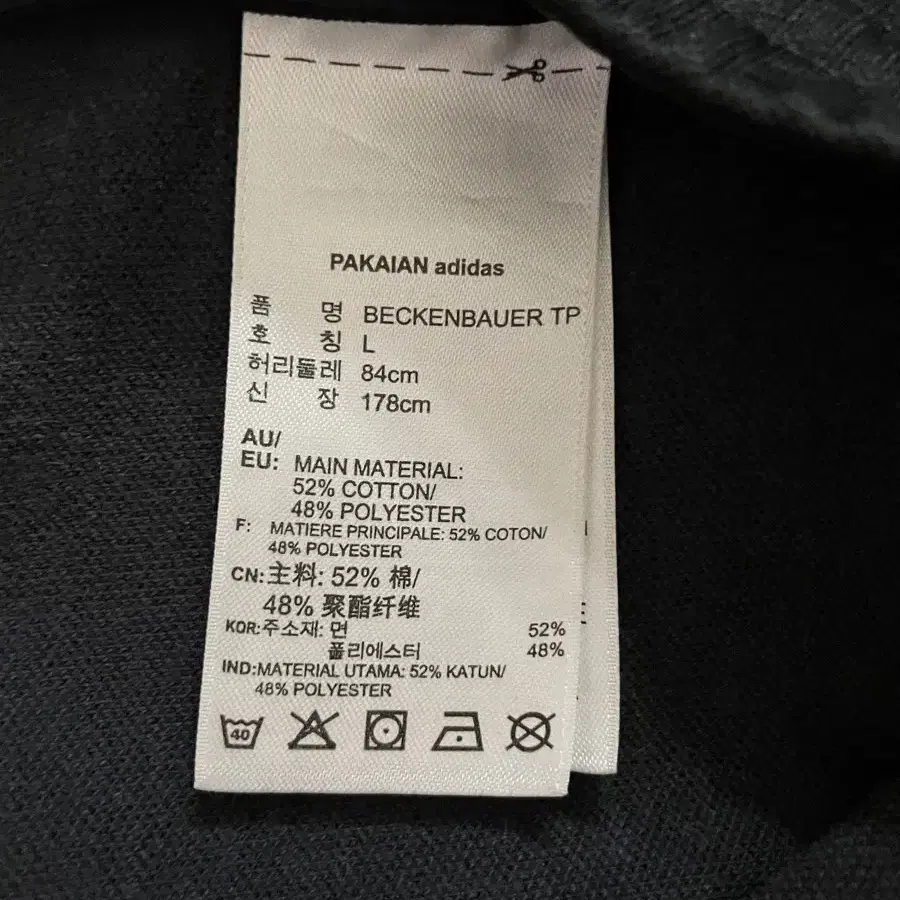 PAKAIAN adidas
품 명 BECKENBAUER TP
호 칭 L
허리둘레 84cm
신 장 178cm
AU/
EU: MAIN MATERIAL:
52% COTTON/
48% POLYESTER
F: MATIERE PRINCIPALE: 52% COTON/
48% POLYESTER
CN:主料: 52% 棉/
48% 聚酯纤维
KOR:주소재: 면 52%
폴리에스터 48%
IND:MATERIAL UTAMA: 52% KATUN/
48% POLYESTER
40